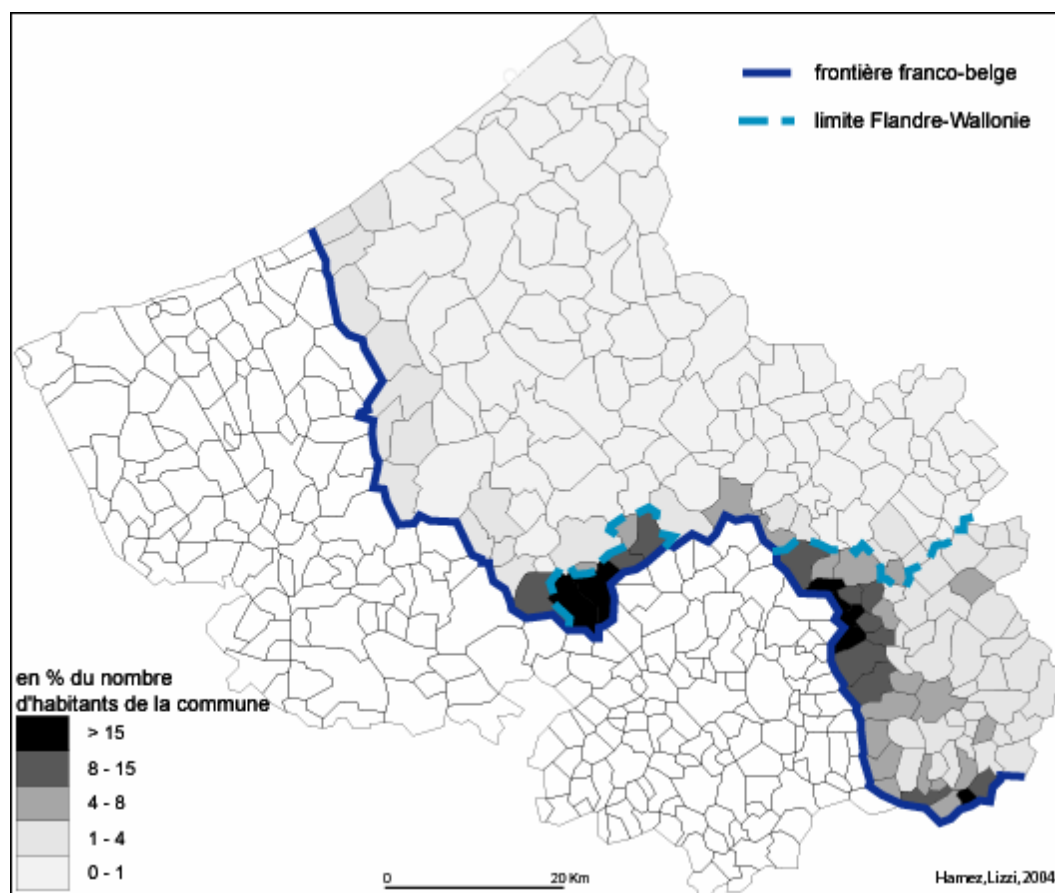 frontière franco-belge
limite Flandre-Wallonie
en % du nombre
d'habitants de la commune
> 15
8 - 15
4 - 8
1 - 4
0 - 1
0 20 Km
Hamez,Lizzi,2004